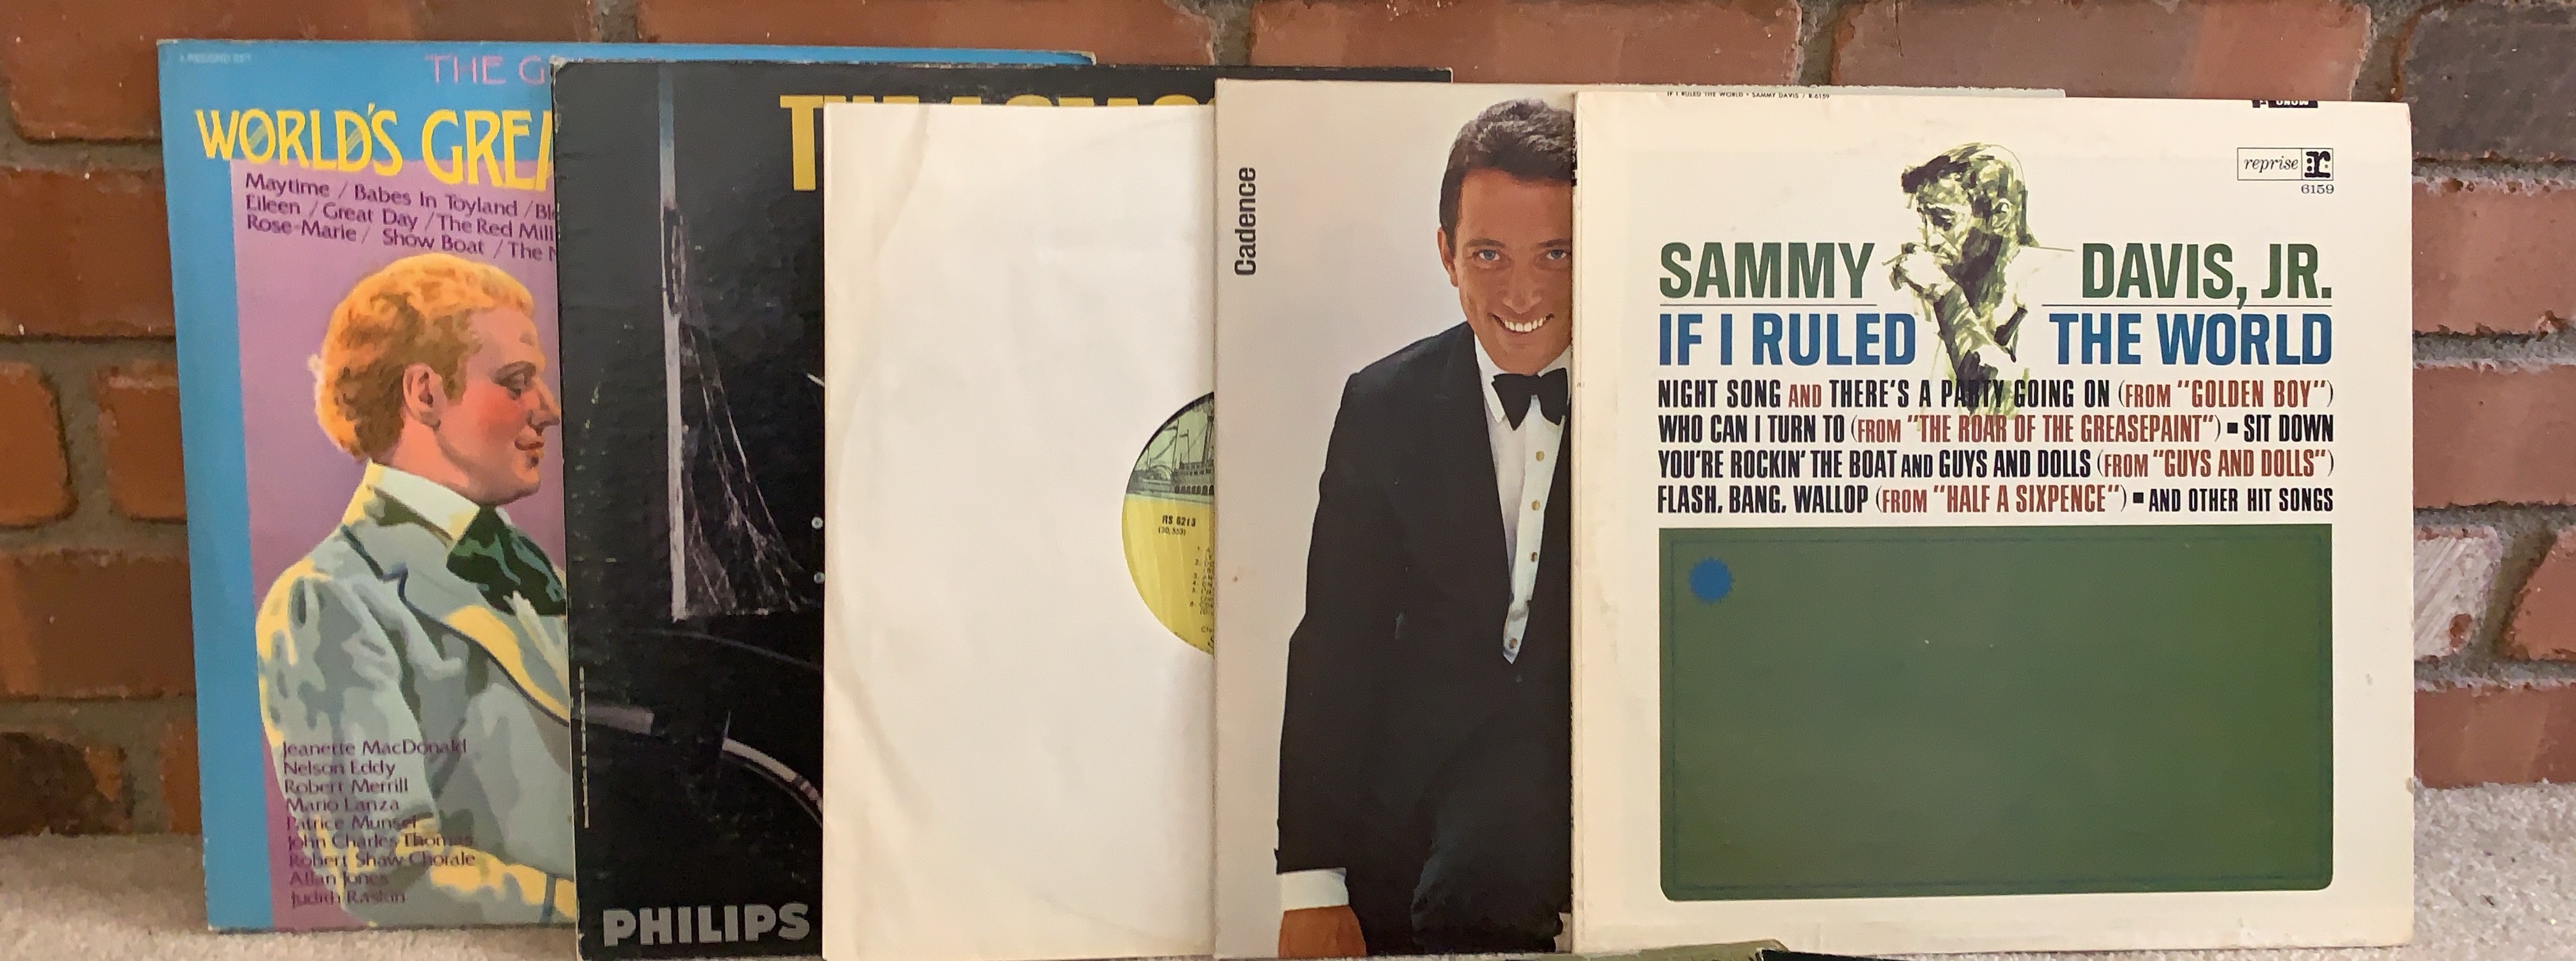 THE G
WORLD'S GREA
Maytime / Babes In Toyland / Bl
Eileen / Great Day / The Red Mill
Rose-Marie / Show Boat / The
Jeanette MacDonald
Nelson Eddy
Robert Merrill
Mario Lanza
Patrice Munsel
John Charles Thomas
Robert Shaw Chorale
Allan Jones
Judith Raskin
PHILIPS
RS 6213
Cadence
IF I RULED THE WORLD • SAMMY DAVIS / R-6159
reprise r:
6159
SAMMY DAVIS, JR.
IF I RULED THE WORLD
NIGHT SONG AND THERE'S A PARTY GOING ON (FROM "GOLDEN BOY")
WHO CAN I TURN TO (FROM "THE ROAR OF THE GREASEPAINT") ▪ SIT DOWN
YOU'RE ROCKIN' THE BOAT AND GUYS AND DOLLS (FROM "GUYS AND DOLLS")
FLASH, BANG, WALLOP (FROM "HALF A SIXPENCE") ▪ AND OTHER HIT SONGS